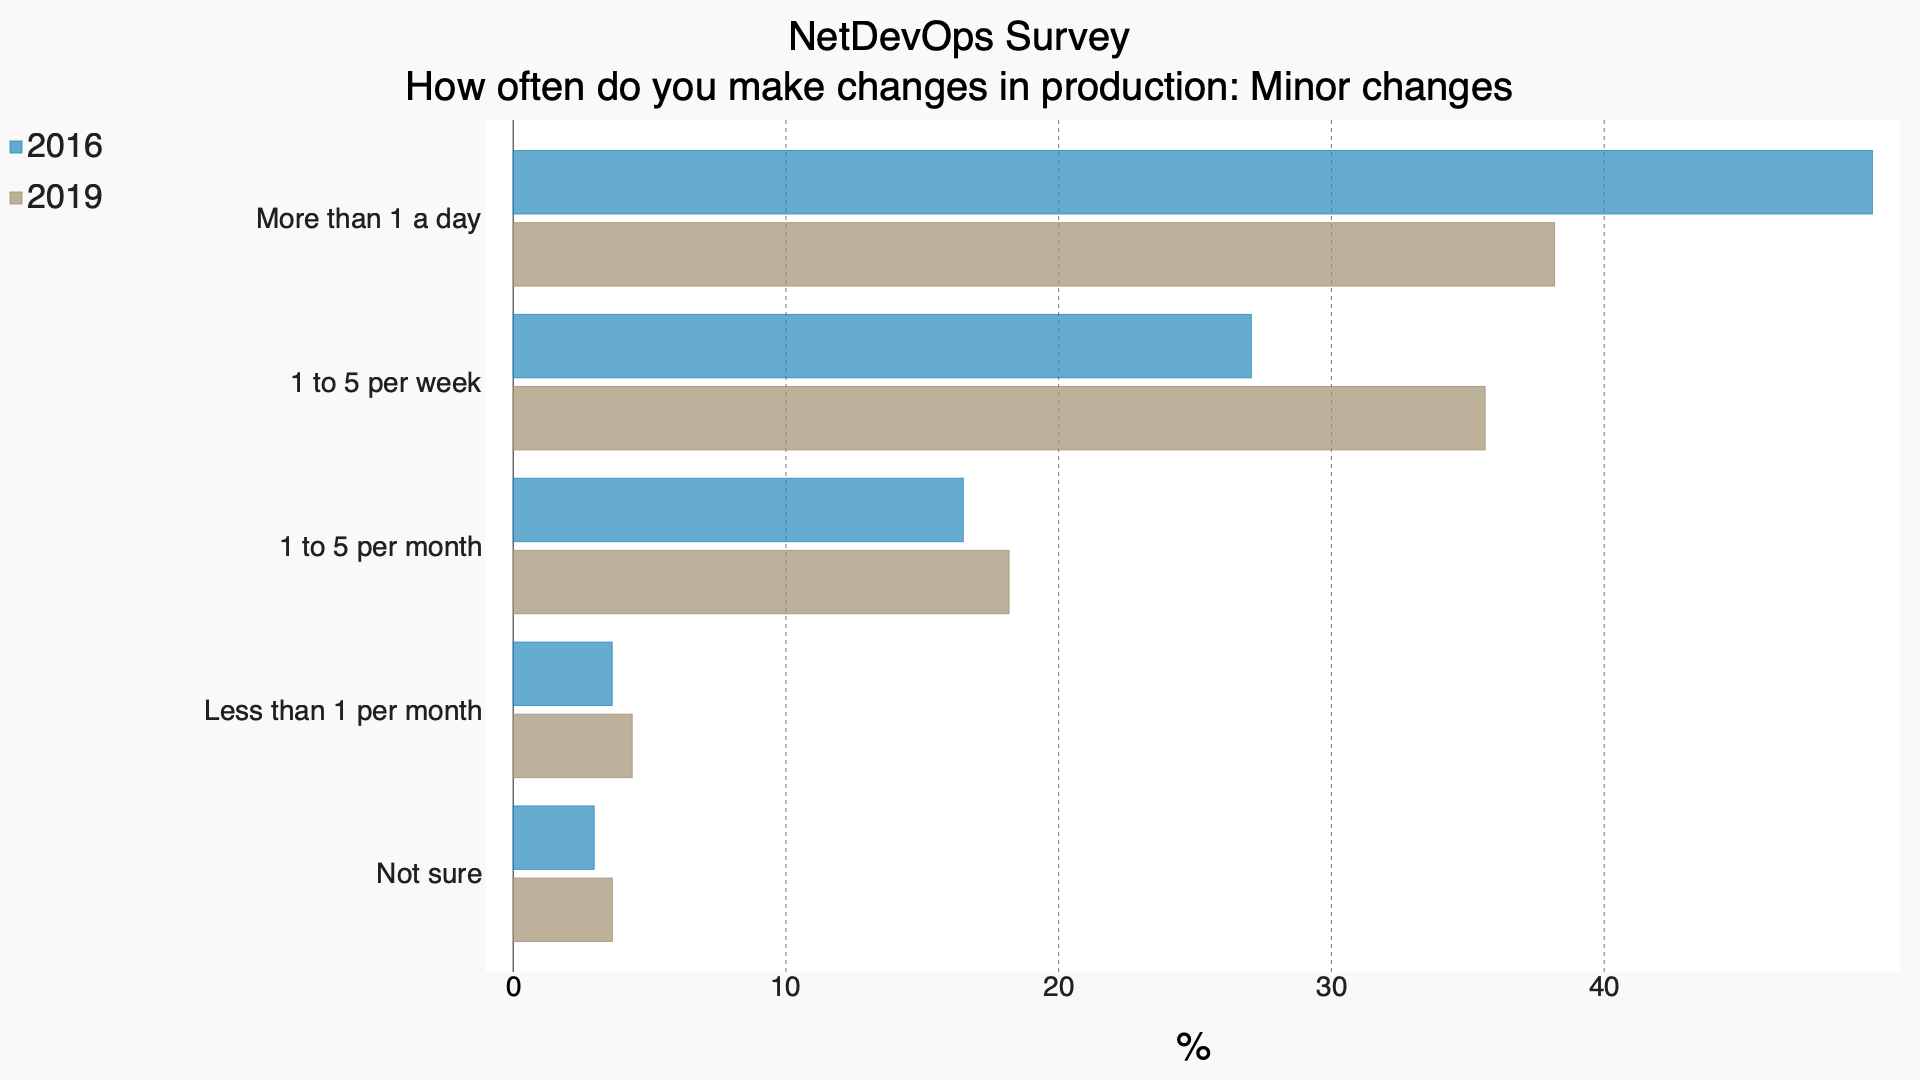 NetDevOps Survey
How often do you make changes in production: Minor changes
2016
2019
More than 1 a day
1 to 5 per week
1 to 5 per month
Less than 1 per month
Not sure
0 10 20 30 40
%